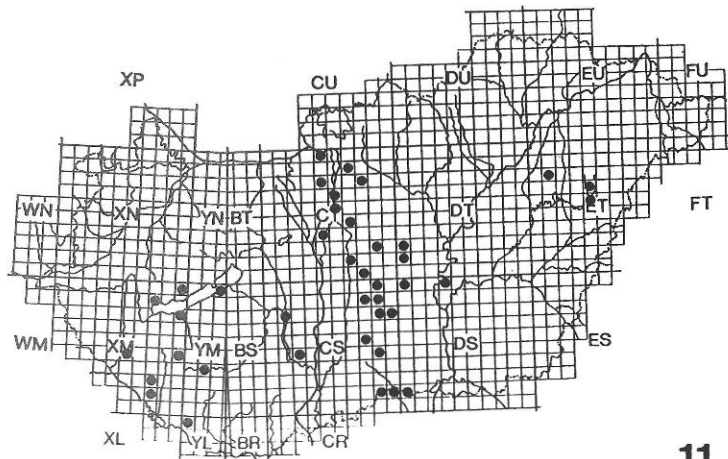 XP CU DU EU FU
WN XN YN BT CT DT ET FT
WM XM YM BS CS DS ES
XL YL BR CR
11